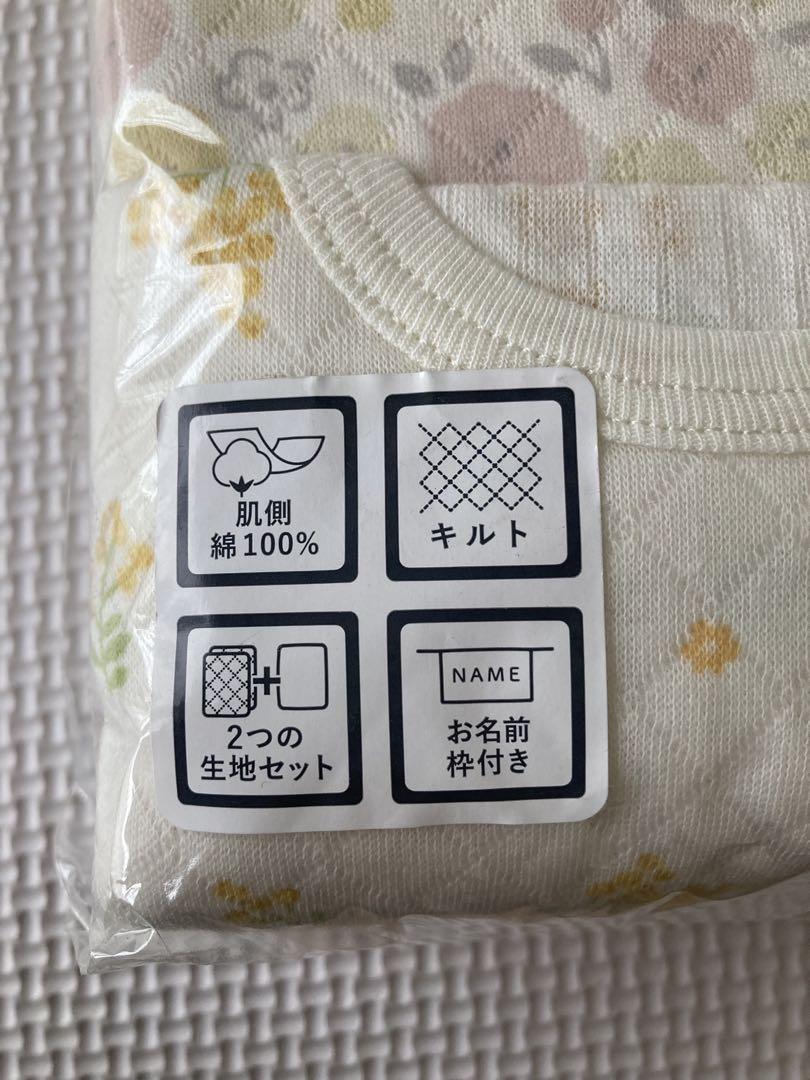 肌側
綿100%
キルト
2つの
生地セット
NAME
お名前
枠付き